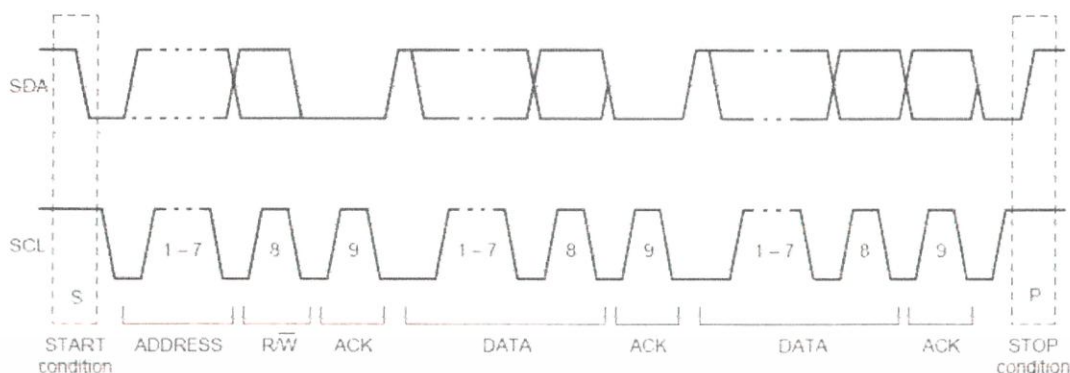 SDA
SCL
1 – 7 8 9 1 – 7 8 9 1 – 7 8 9
S P
START condition
ADDRESS
R/W̅
ACK
DATA
ACK
DATA
ACK
STOP condition